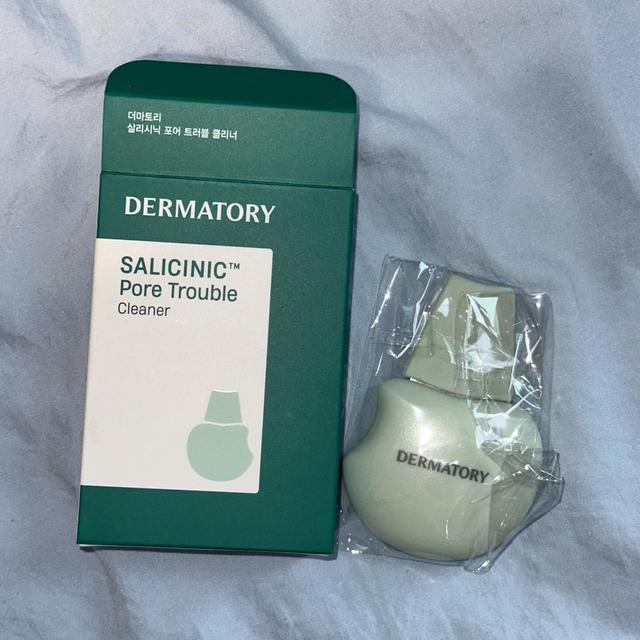 더마토리
살리시닉 포어 트러블 클리너
DERMATORY
SALICINIC™
Pore Trouble
Cleaner
DERMATORY